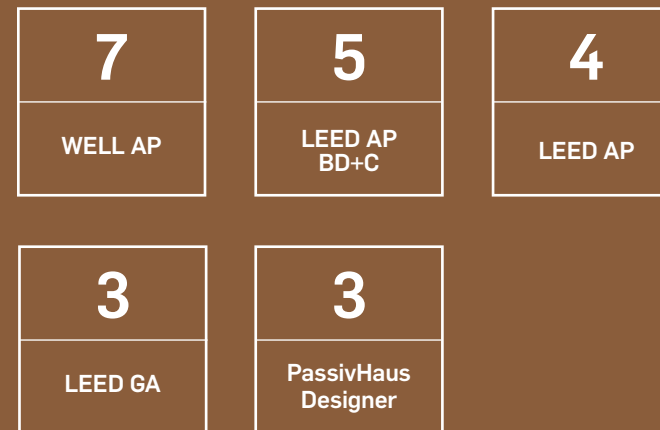 7
WELL AP
5
LEED AP
BD+C
4
LEED AP
3
LEED GA
3
PassivHaus
Designer